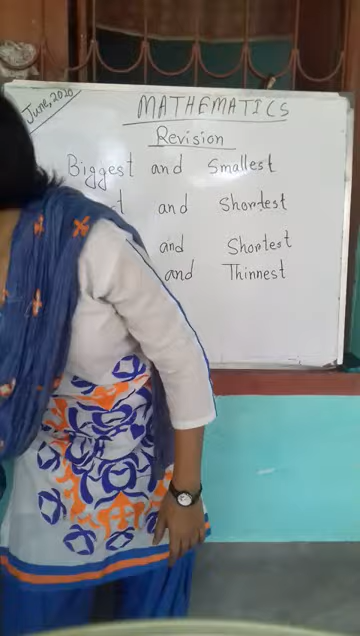 June, 2020
MATHEMATICS
Revision
Biggest and Smallest
and Shortest
and Shortest
and Thinnest